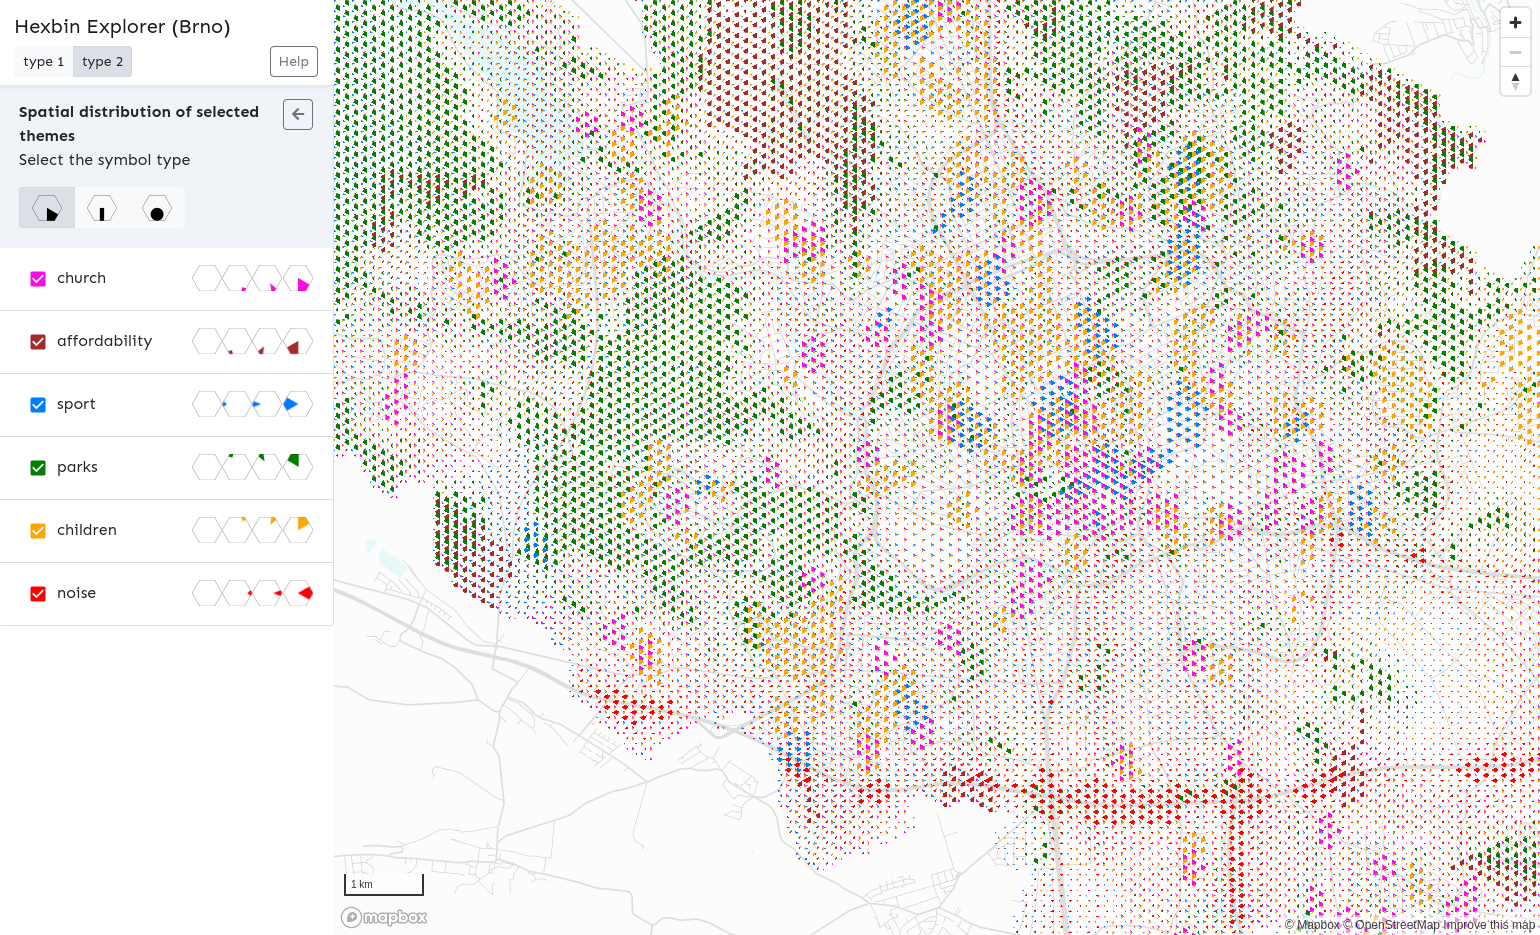 Hexbin Explorer (Brno)
type 1
type 2
Help
Spatial distribution of selected
themes
Select the symbol type
church
affordability
sport
parks
children
noise
1 km
mapbox
© Mapbox © OpenStreetMap Improve this map